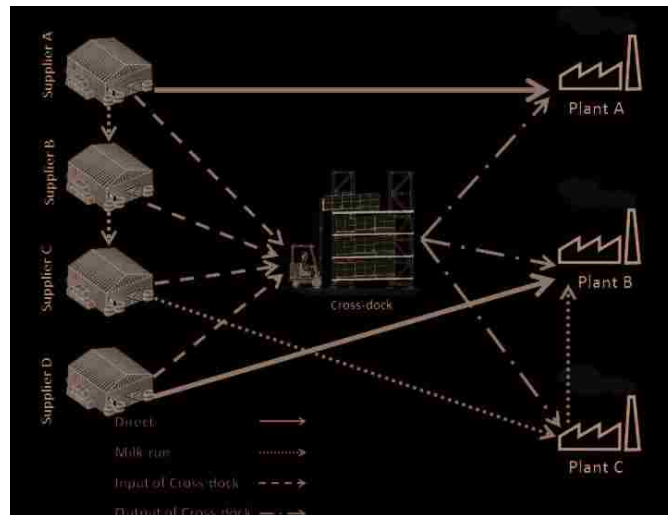 Supplier A
Plant A
Supplier B
Supplier C
Cross-dock
Plant B
Supplier D
Direct
Milk run
Input of Cross-dock
Plant C
Output of Cross-dock